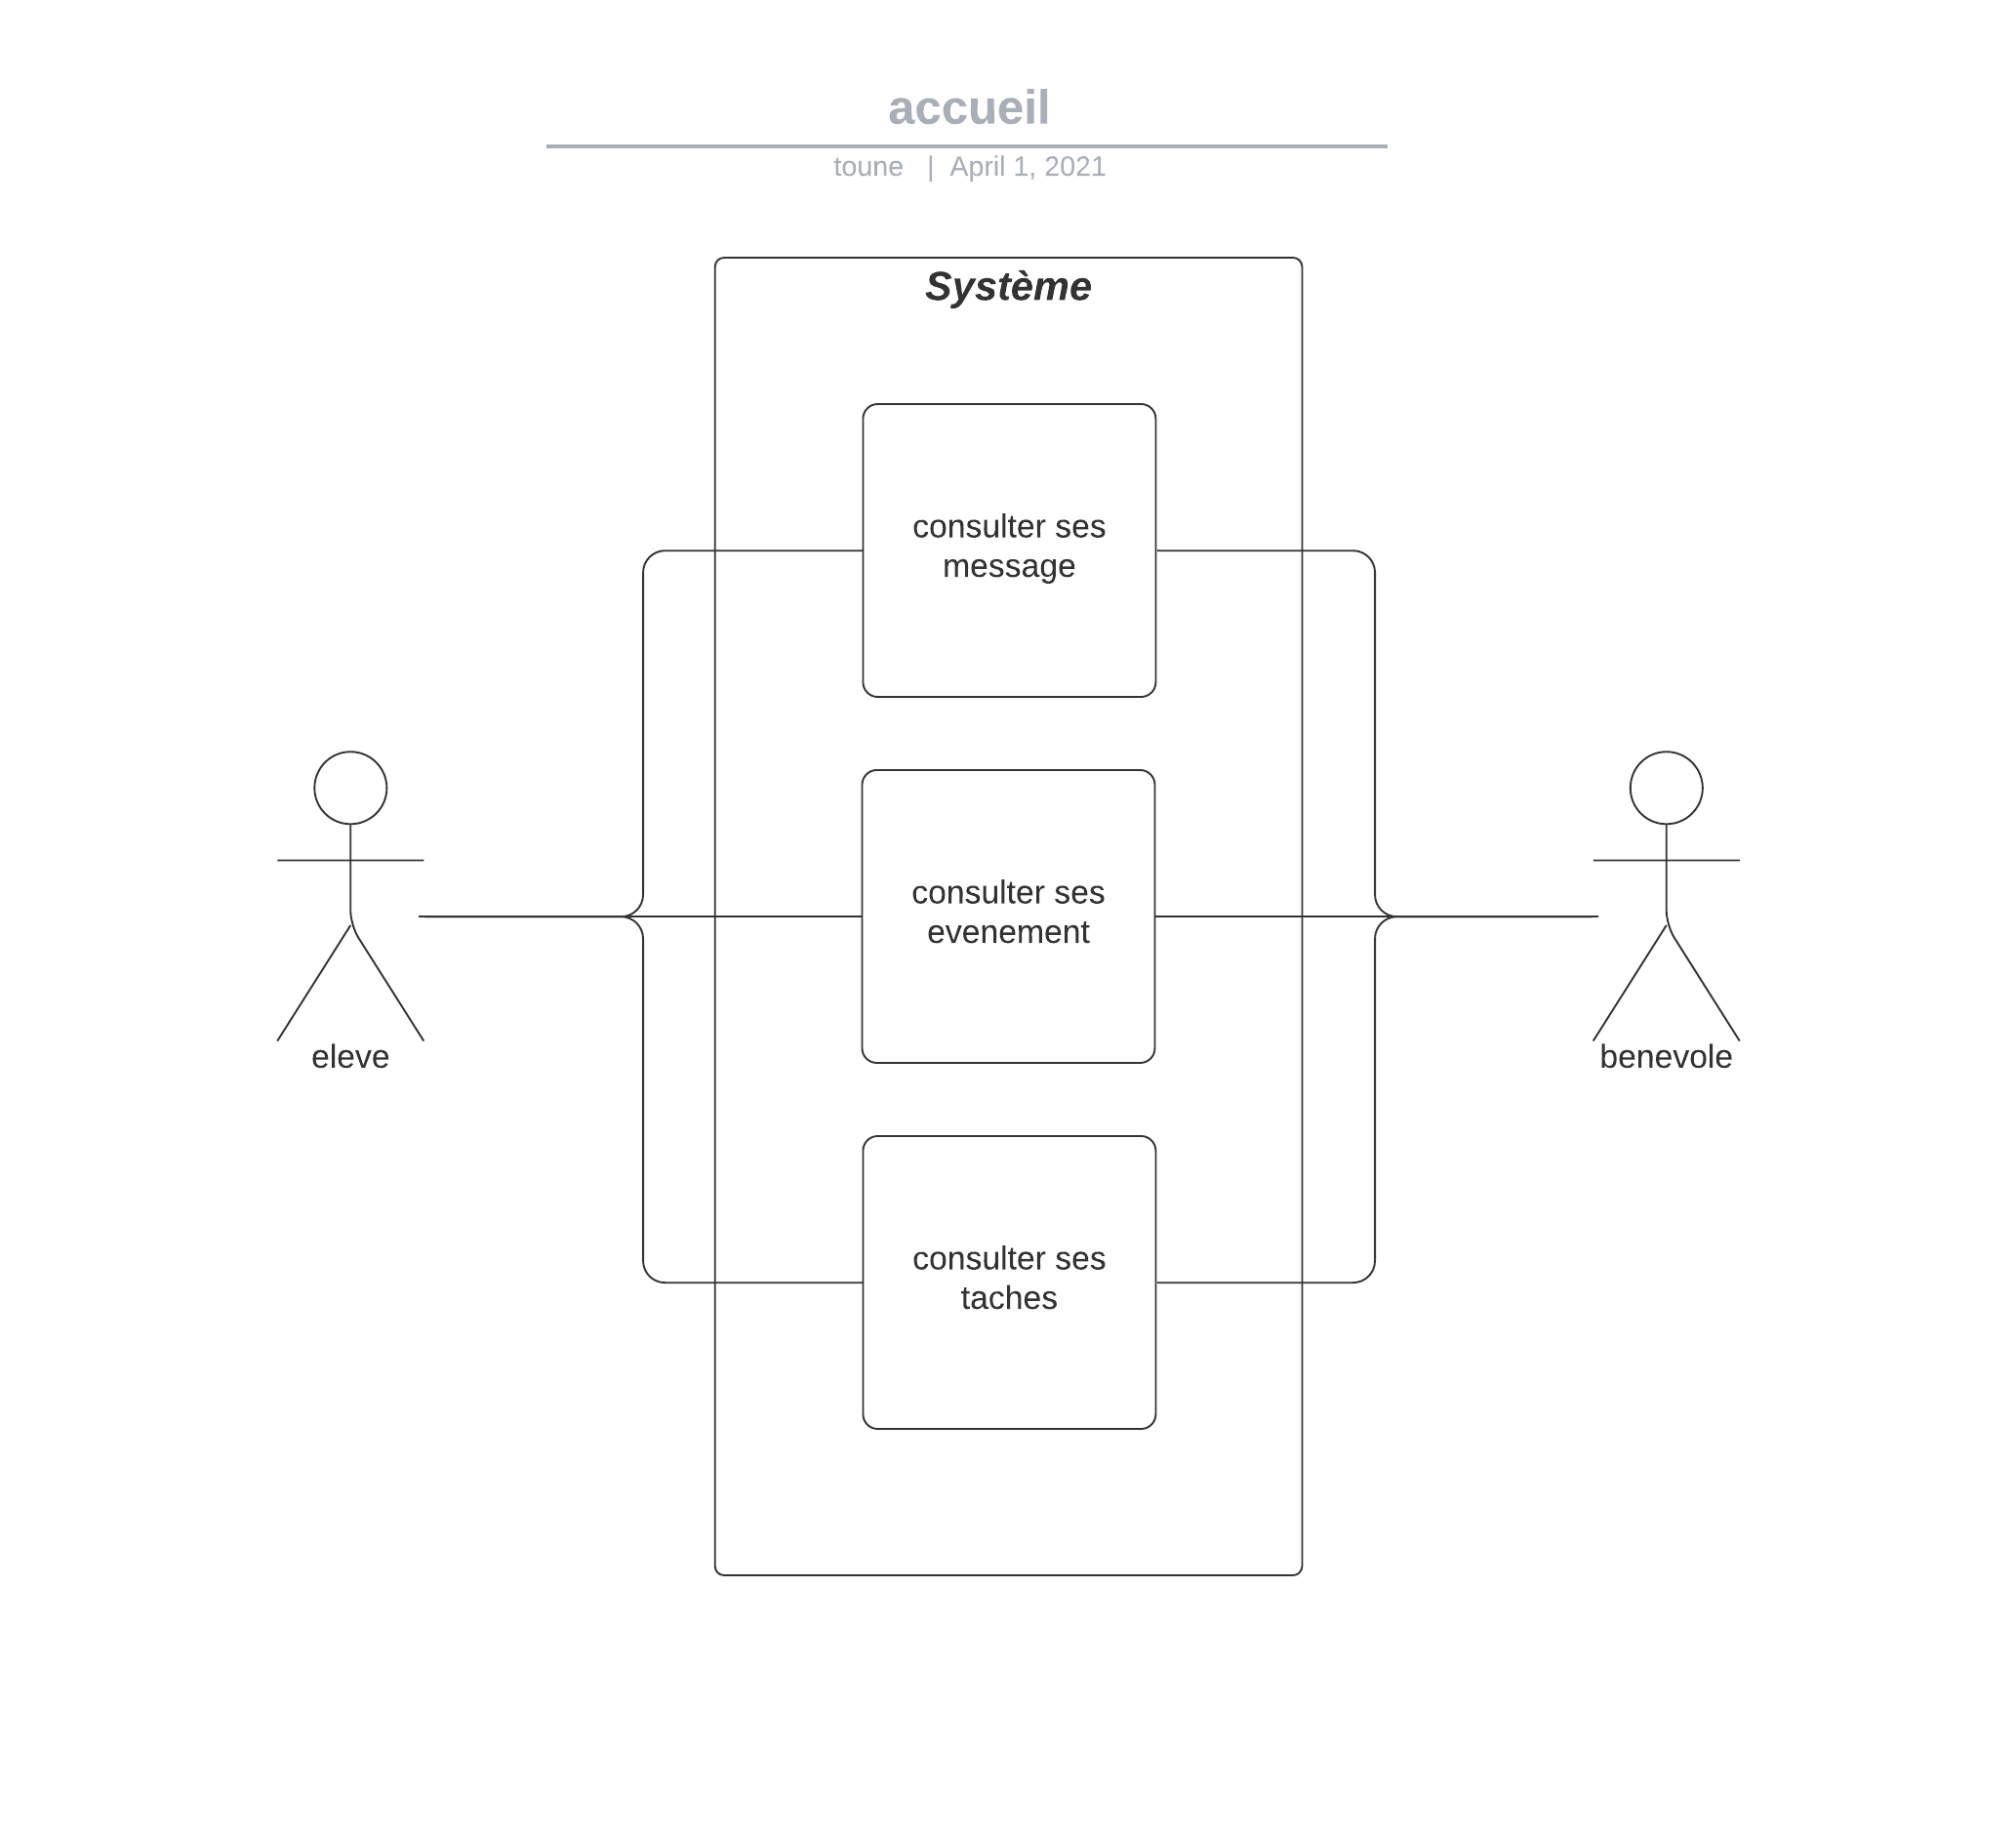 accueil
toune | April 1, 2021
Système
consulter ses
message
consulter ses
evenement
eleve
benevole
consulter ses
taches